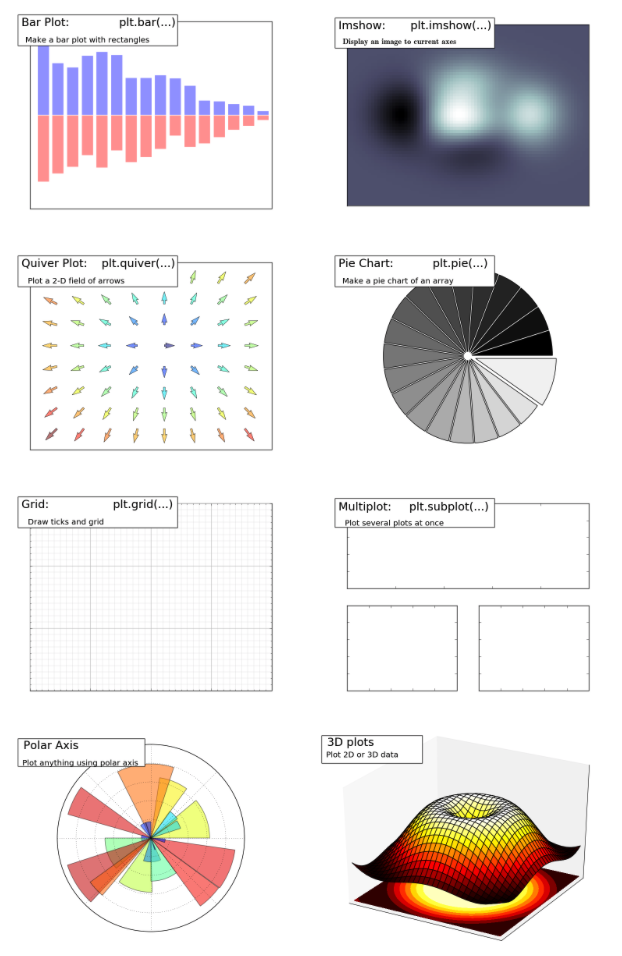 Bar Plot: plt.bar(...)
Make a bar plot with rectangles
Imshow: plt.imshow(...)
Display an image to current axes
Quiver Plot: plt.quiver(...)
Plot a 2-D field of arrows
Pie Chart: plt.pie(...)
Make a pie chart of an array
Grid: plt.grid(...)
Draw ticks and grid
Multiplot: plt.subplot(...)
Plot several plots at once
Polar Axis
Plot anything using polar axis
3D plots
Plot 2D or 3D data